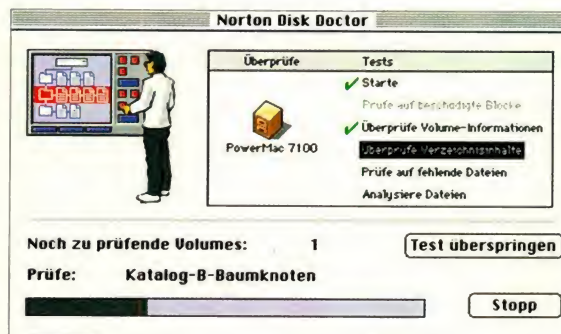 Norton Disk Doctor
Überprüfe
Tests
Starte
Prüfe auf beschädigte Blöcke
Überprüfe Volume-Informationen
Überprüfe Verzeichnisinhalte
Prüfe auf fehlende Dateien
Analysiere Dateien
PowerMac 7100
Noch zu prüfende Volumes: 1
Test überspringen
Prüfe: Katalog-B-Baumknoten
Stopp